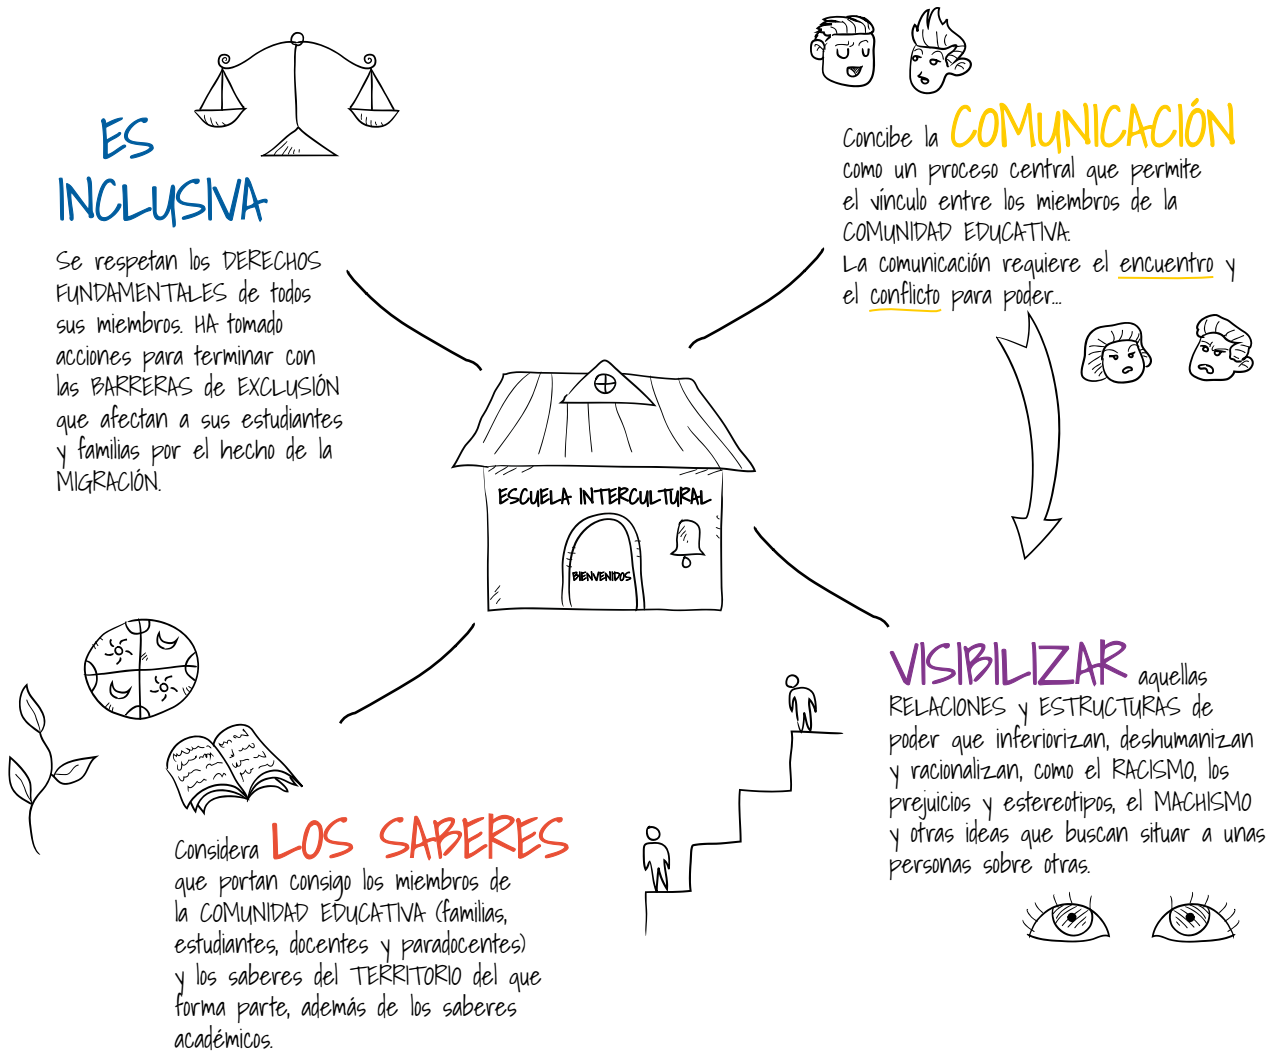 ES
INCLUSIVA
Se respetan los DERECHOS
FUNDAMENTALES de todos
sus miembros. HA tomado
acciones para terminar con
las BARRERAS de EXCLUSIÓN
que afectan a sus estudiantes
y familias por el hecho de la
MIGRACIÓN.
Concibe la COMUNICACIÓN
como un proceso central que permite
el vínculo entre los miembros de la
COMUNIDAD EDUCATIVA.
La comunicación requiere el encuentro y
el conflicto para poder...
ESCUELA INTERCULTURAL
BIENVENIDOS
VISIBILIZAR aquellas
RELACIONES y ESTRUCTURAS de
poder que inferiorizan, deshumanizan
y racionalizan, como el RACISMO, los
prejuicios y estereotipos, el MACHISMO
y otras ideas que buscan situar a unas
personas sobre otras.
Considera LOS SABERES
que portan consigo los miembros de
la COMUNIDAD EDUCATIVA (familias,
estudiantes, docentes y paradocentes)
y los saberes del TERRITORIO del que
forma parte, además de los saberes
académicos.